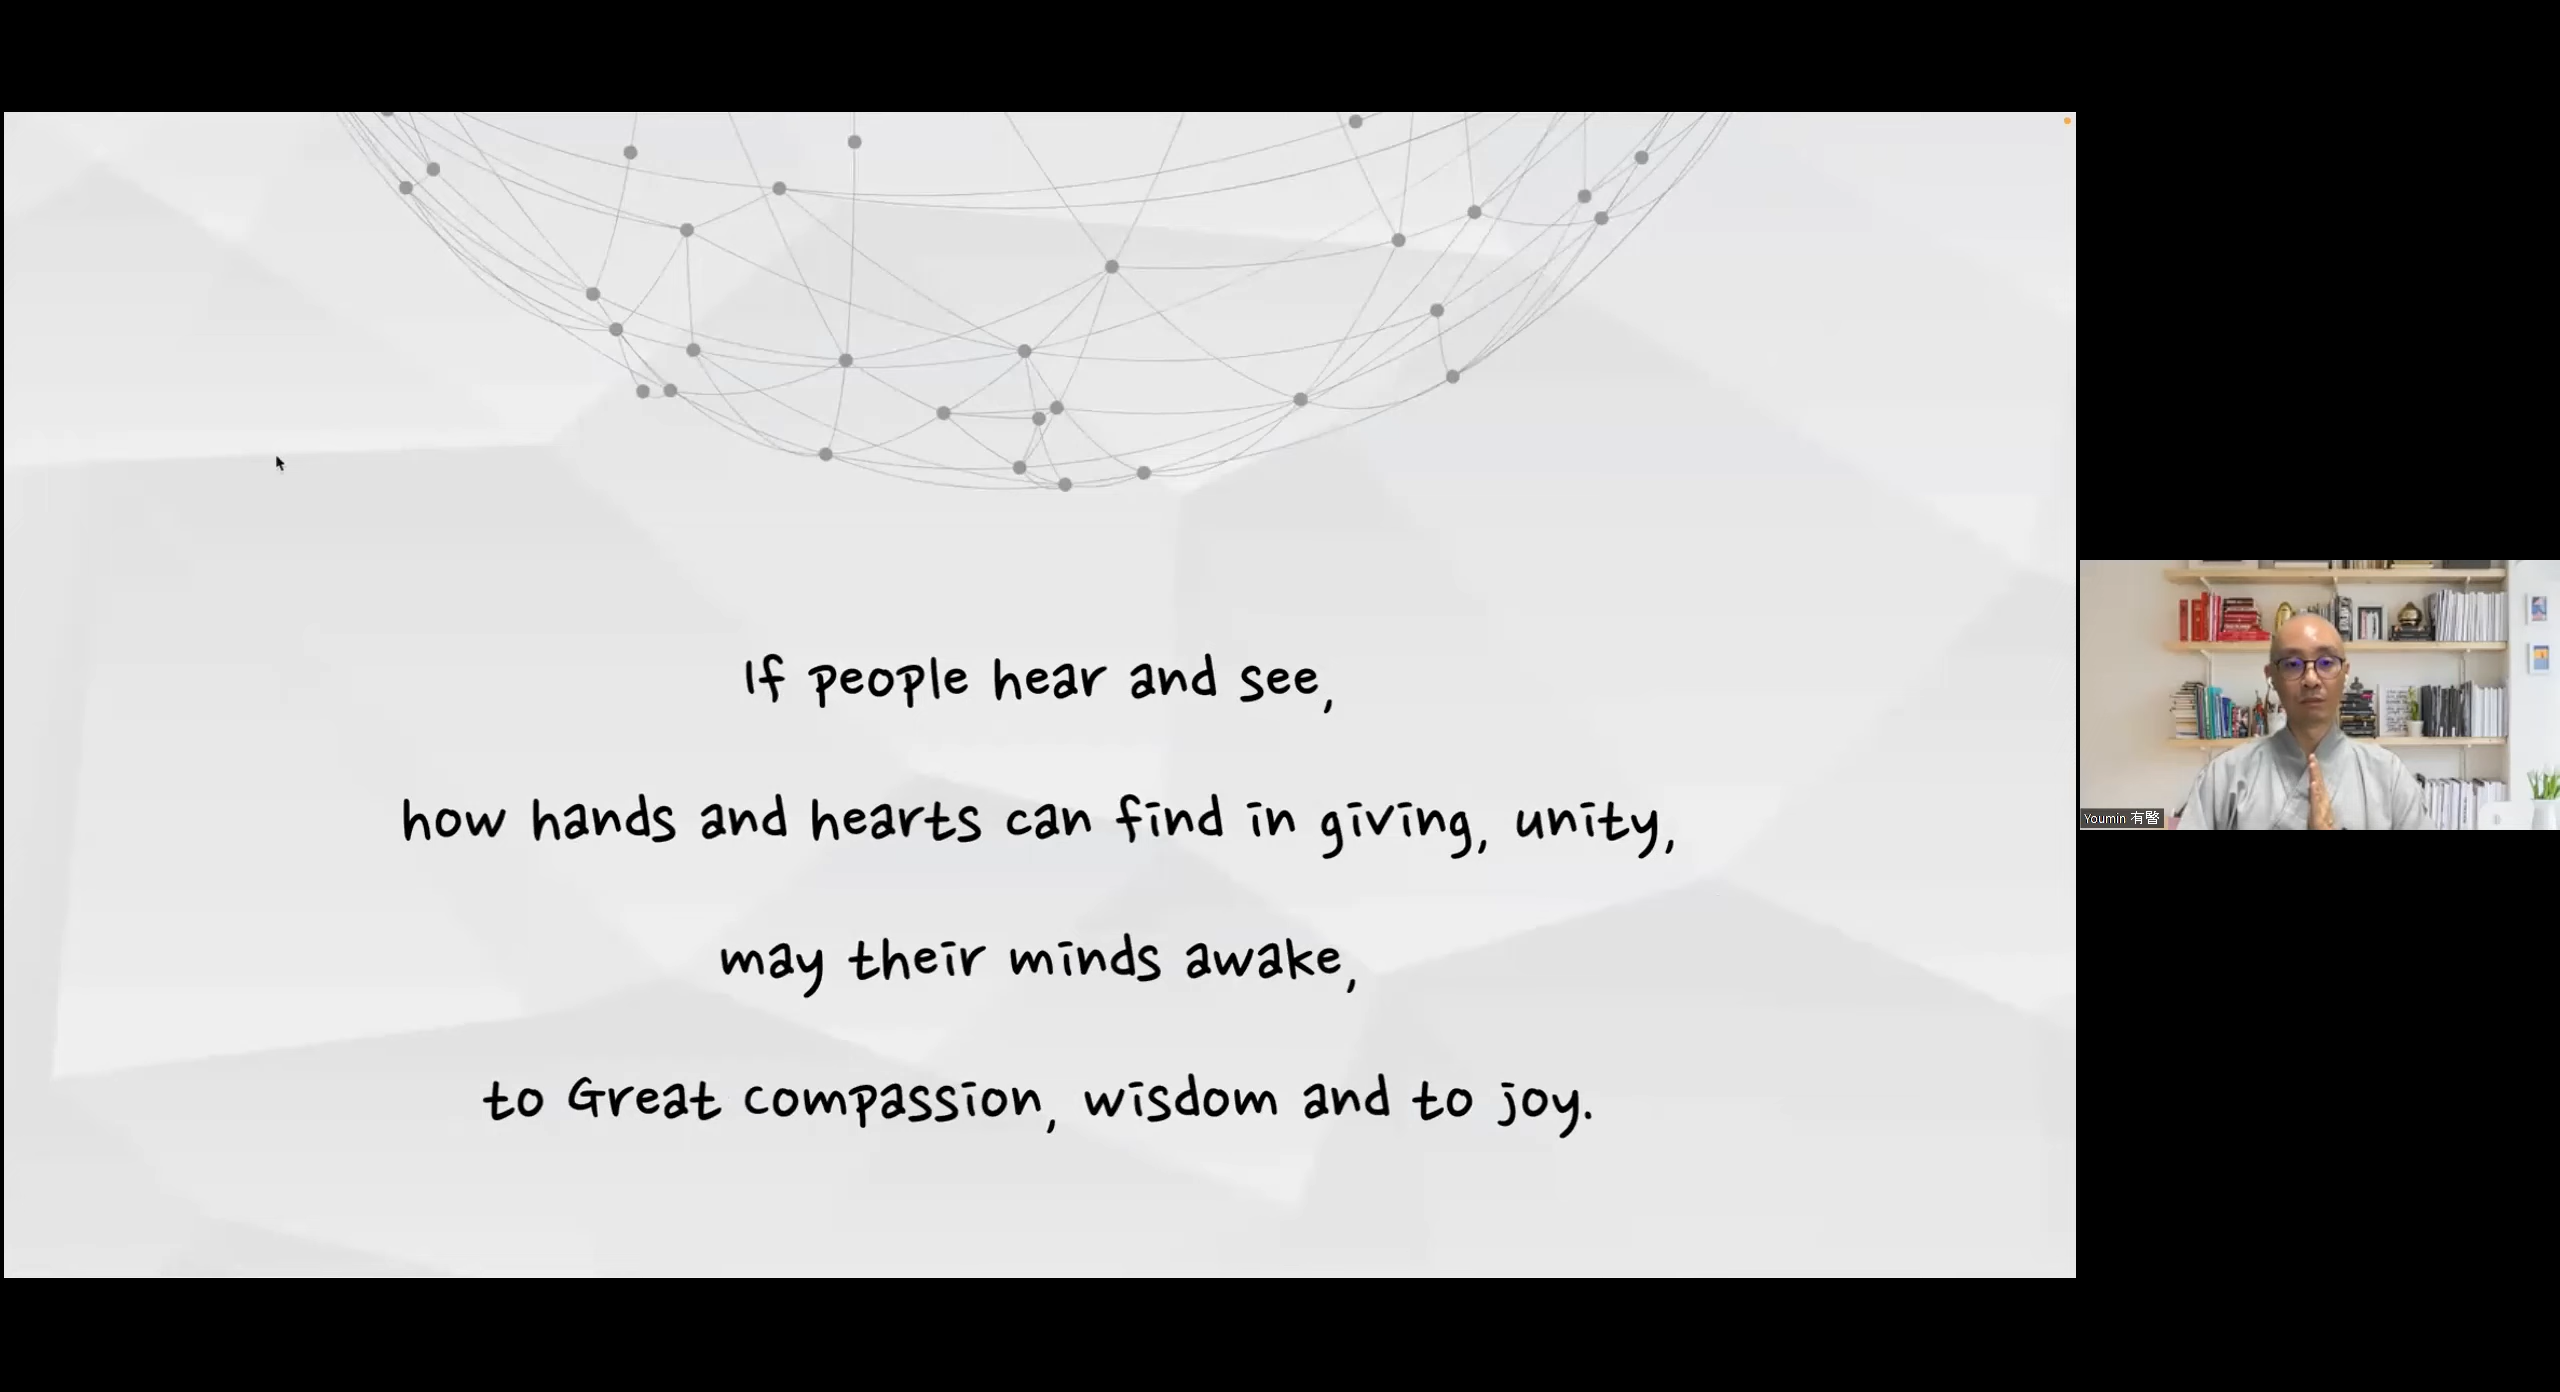 If people hear and see,
how hands and hearts can find in giving, unity,
may their minds awake,
to Great compassion, wisdom and to joy.
Youmin 有暋